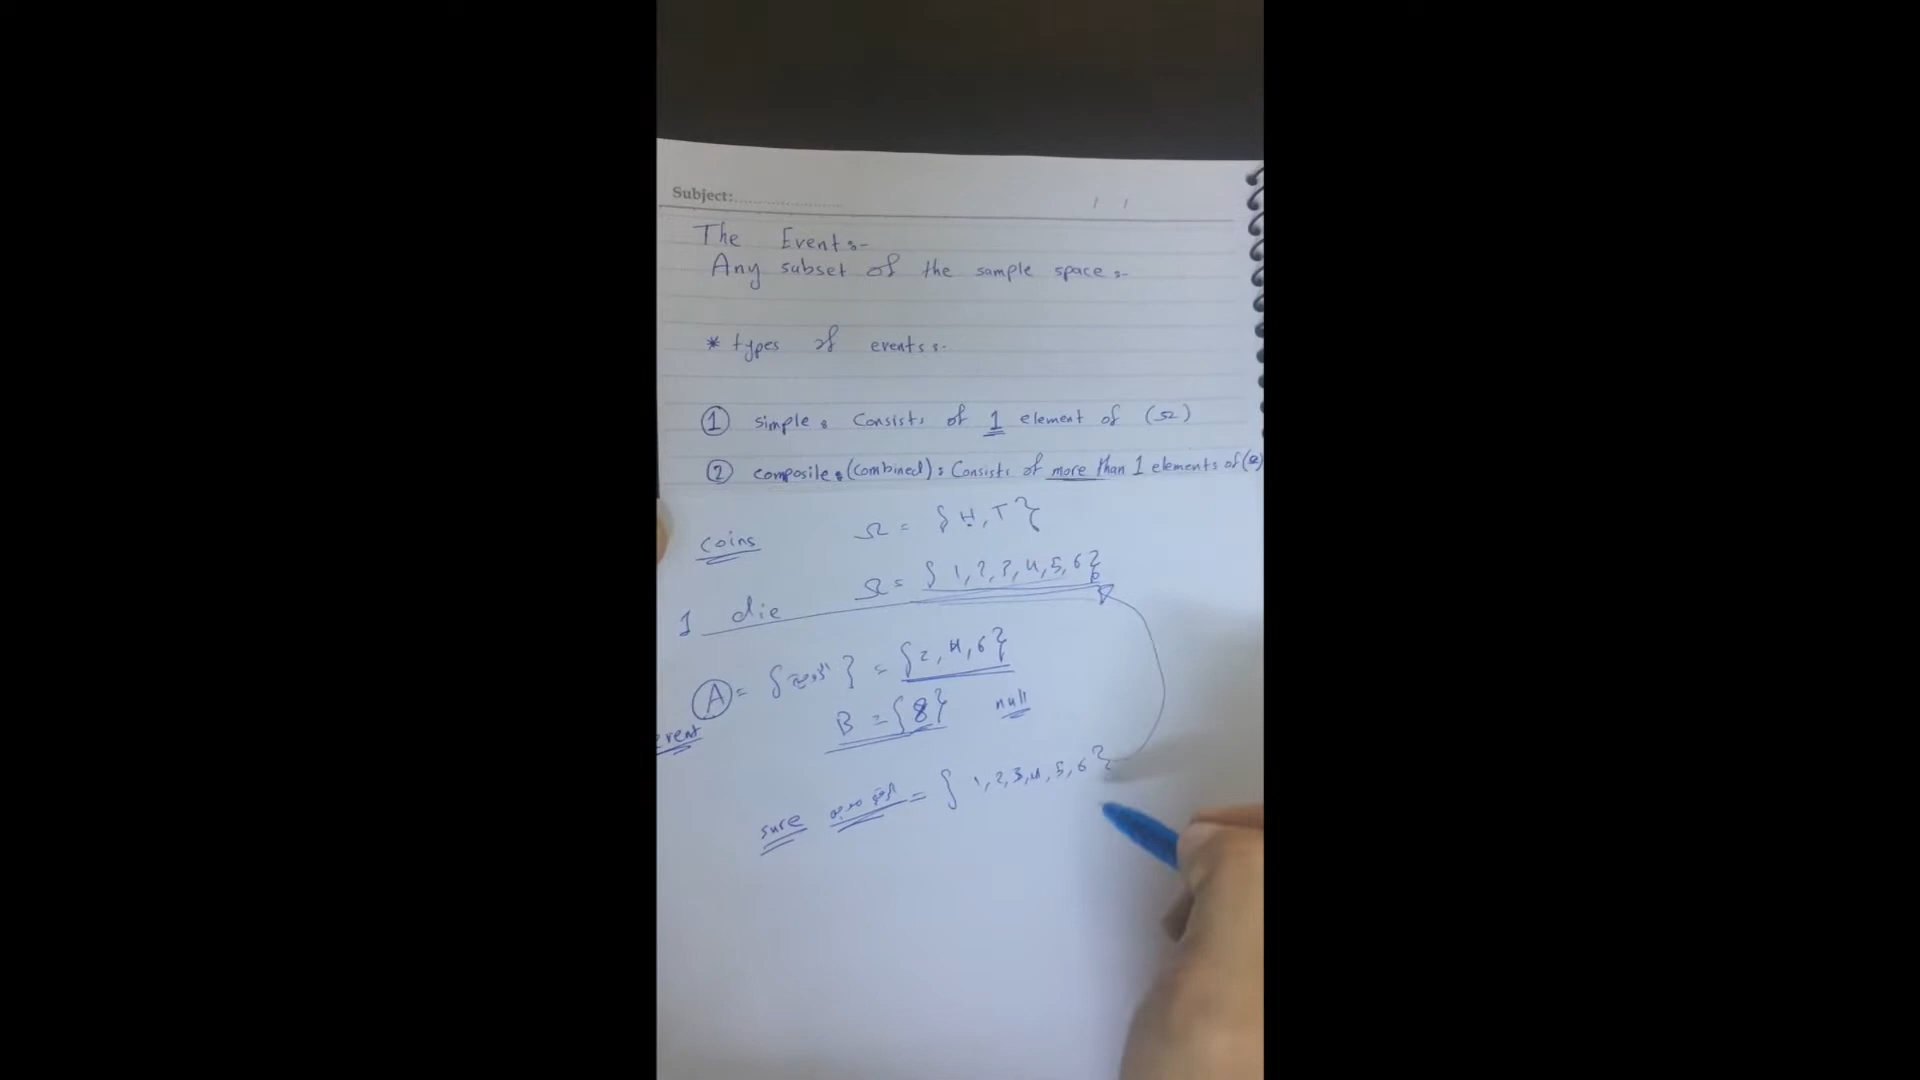 Subject:....................
/ /
The Events:-
Any subset of the sample space:-
* types of events:-
① simple: Consists of 1 element of (Ω)
② composile:(combined): Consists of more than 1 elements of (Ω)
coins Ω = {H, T}
1 die Ω = {1, 2, 3, 4, 5, 6}
A = { } = {2, 4, 6}
event B = {8} null
sure = { 1, 2, 3, 4, 5, 6 }